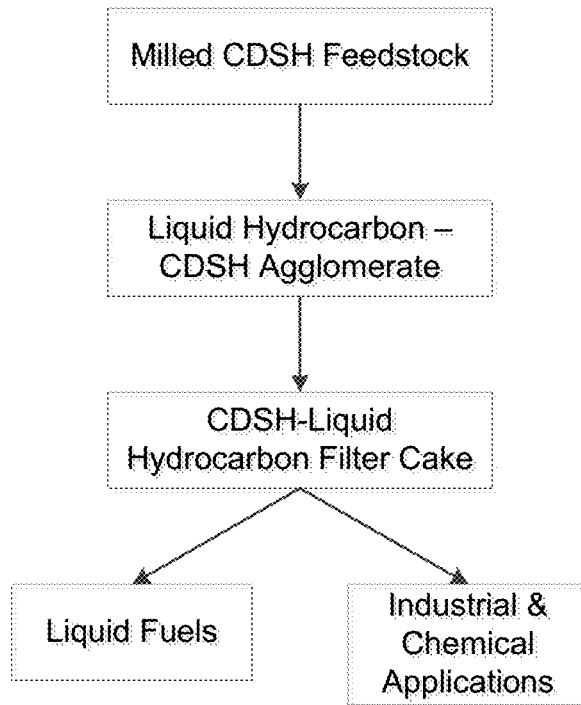 Milled CDSH Feedstock
Liquid Hydrocarbon –
CDSH Agglomerate
CDSH-Liquid
Hydrocarbon Filter Cake
Liquid Fuels
Industrial &
Chemical
Applications